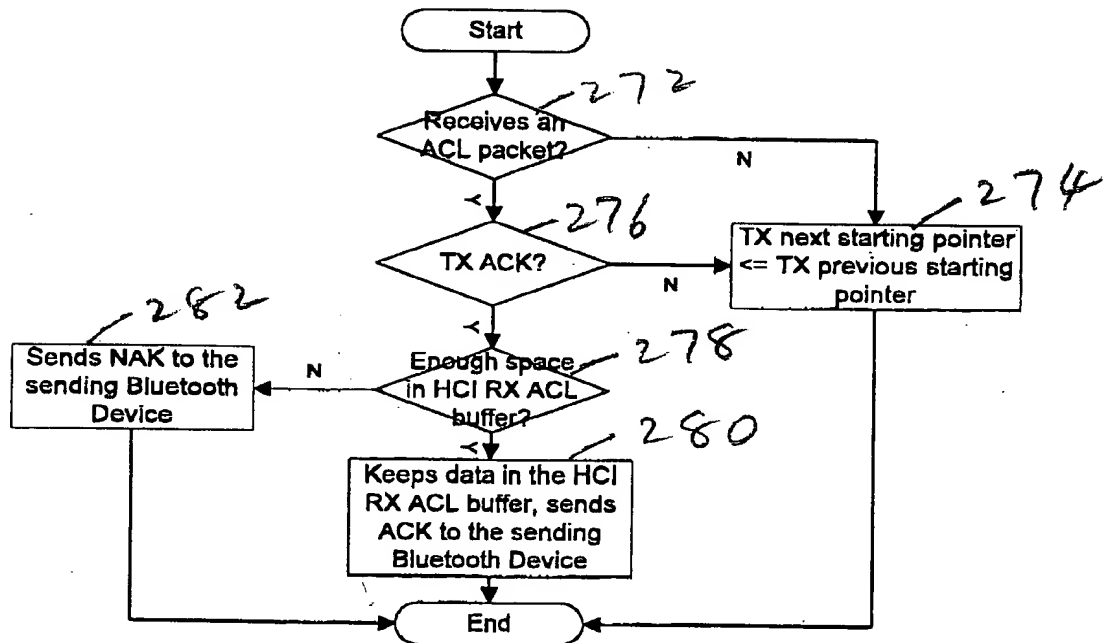 Start
272
Receives an
ACL packet?
N
Y
274
276
TX next starting pointer
<= TX previous starting
pointer
TX ACK?
N
Y
282
278
Sends NAK to the
sending Bluetooth
Device
N
Enough space
in HCI RX ACL
buffer?
Y
280
Keeps data in the HCI
RX ACL buffer, sends
ACK to the sending
Bluetooth Device
End